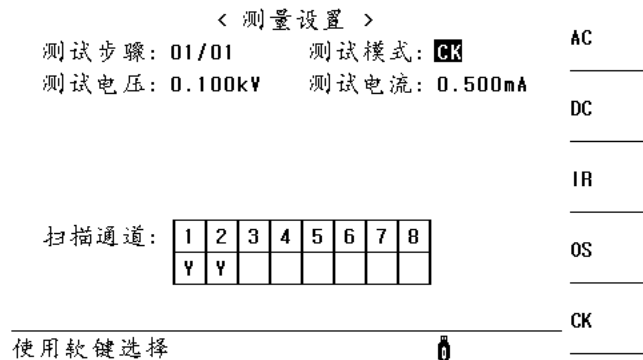 < 测量设置 >
测试步骤: 01/01 测试模式: CK
测试电压: 0.100kV 测试电流: 0.500mA
扫描通道: 1 2 3 4 5 6 7 8
Y Y
使用软键选择
AC
DC
IR
OS
CK